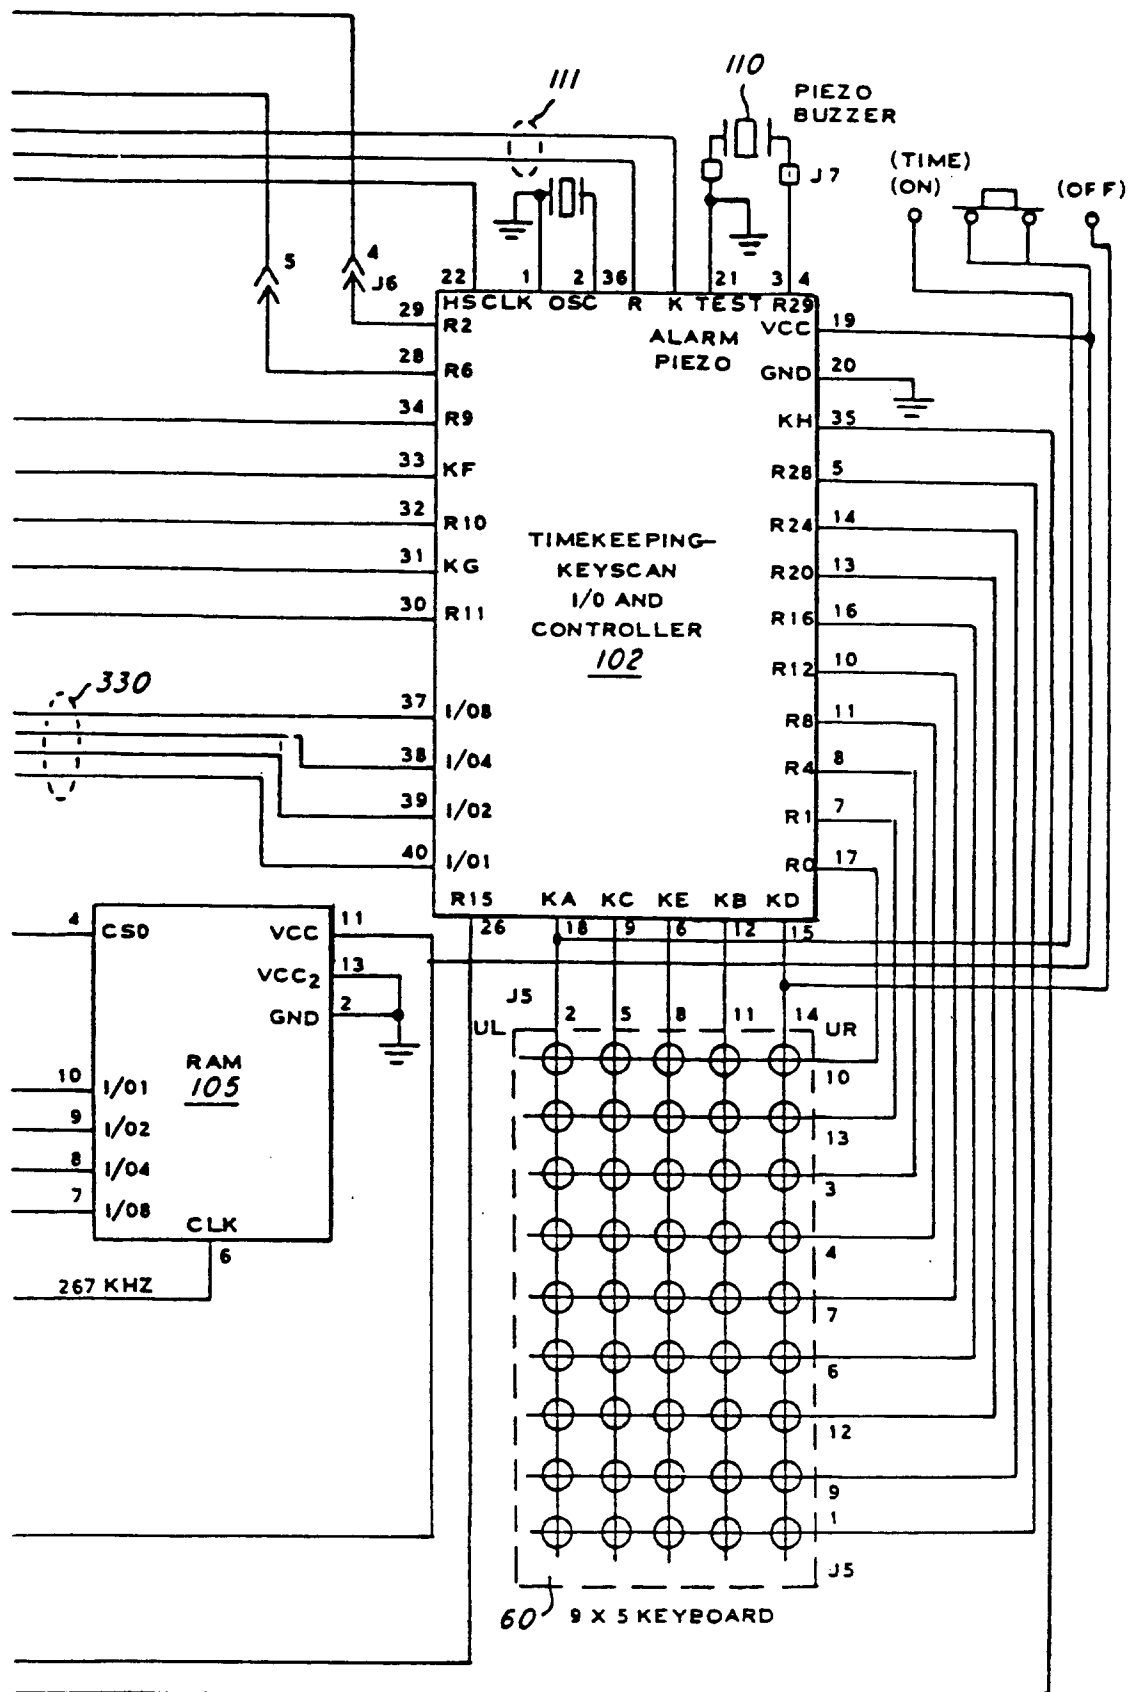 111
110
PIEZO
BUZZER
J7
(TIME)
(ON)
(OFF)
5
4
J6
22
1
2
36
21
3
4
HSCLK
OSC
R
K
TEST
R29
ALARM
PIEZO
29
R2
28
R6
34
R9
33
KF
32
R10
31
KG
30
R11
VCC
19
GND
20
KH
35
R28
5
R24
14
R20
13
R16
16
R12
10
R8
11
R4
8
R1
7
R0
17
TIMEKEEPING-
KEYSCAN
I/0 AND
CONTROLLER
102
330
37
I/08
38
I/04
39
I/02
40
I/01
R15
KA
KC
KE
KB
KD
26
18
9
6
12
15
4
CS0
VCC
11
VCC2
13
GND
2
RAM
105
10
I/01
9
I/02
8
I/04
7
I/08
CLK
6
267 KHZ
J5
UL
2
5
8
11
14
UR
10
13
3
4
7
6
12
9
1
J5
60
9 X 5 KEYBOARD